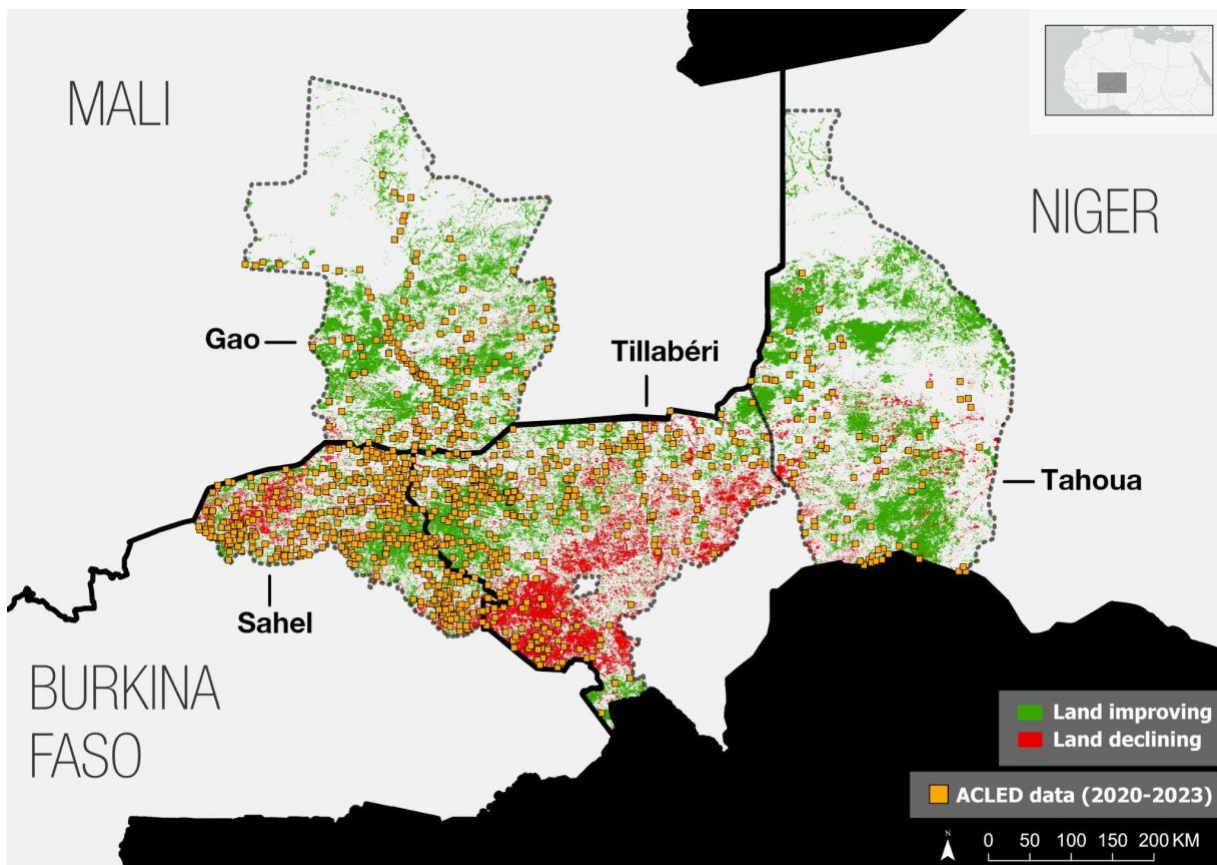 MALI
NIGER
Gao
Tillabéri
Tahoua
Sahel
BURKINA
FASO
Land improving
Land declining
ACLED data (2020-2023)
N
0 50 100 150 200 KM